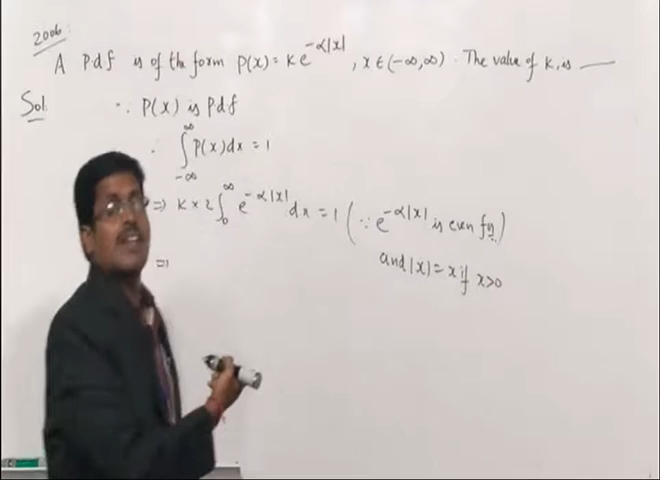 2006:
A Pdf is of the form P(x) = K e^{-α|x|}, x ∈ (-∞, ∞). The value of K, is ___
Sol ∵ P(x) is Pdf
∴ ∫_{-∞}^{∞} P(x) dx = 1
=> K × 2 ∫_0^∞ e^{-α|x|} dx = 1 (∵ e^{-α|x|} is even fn)
=> and |x| = x if x>0